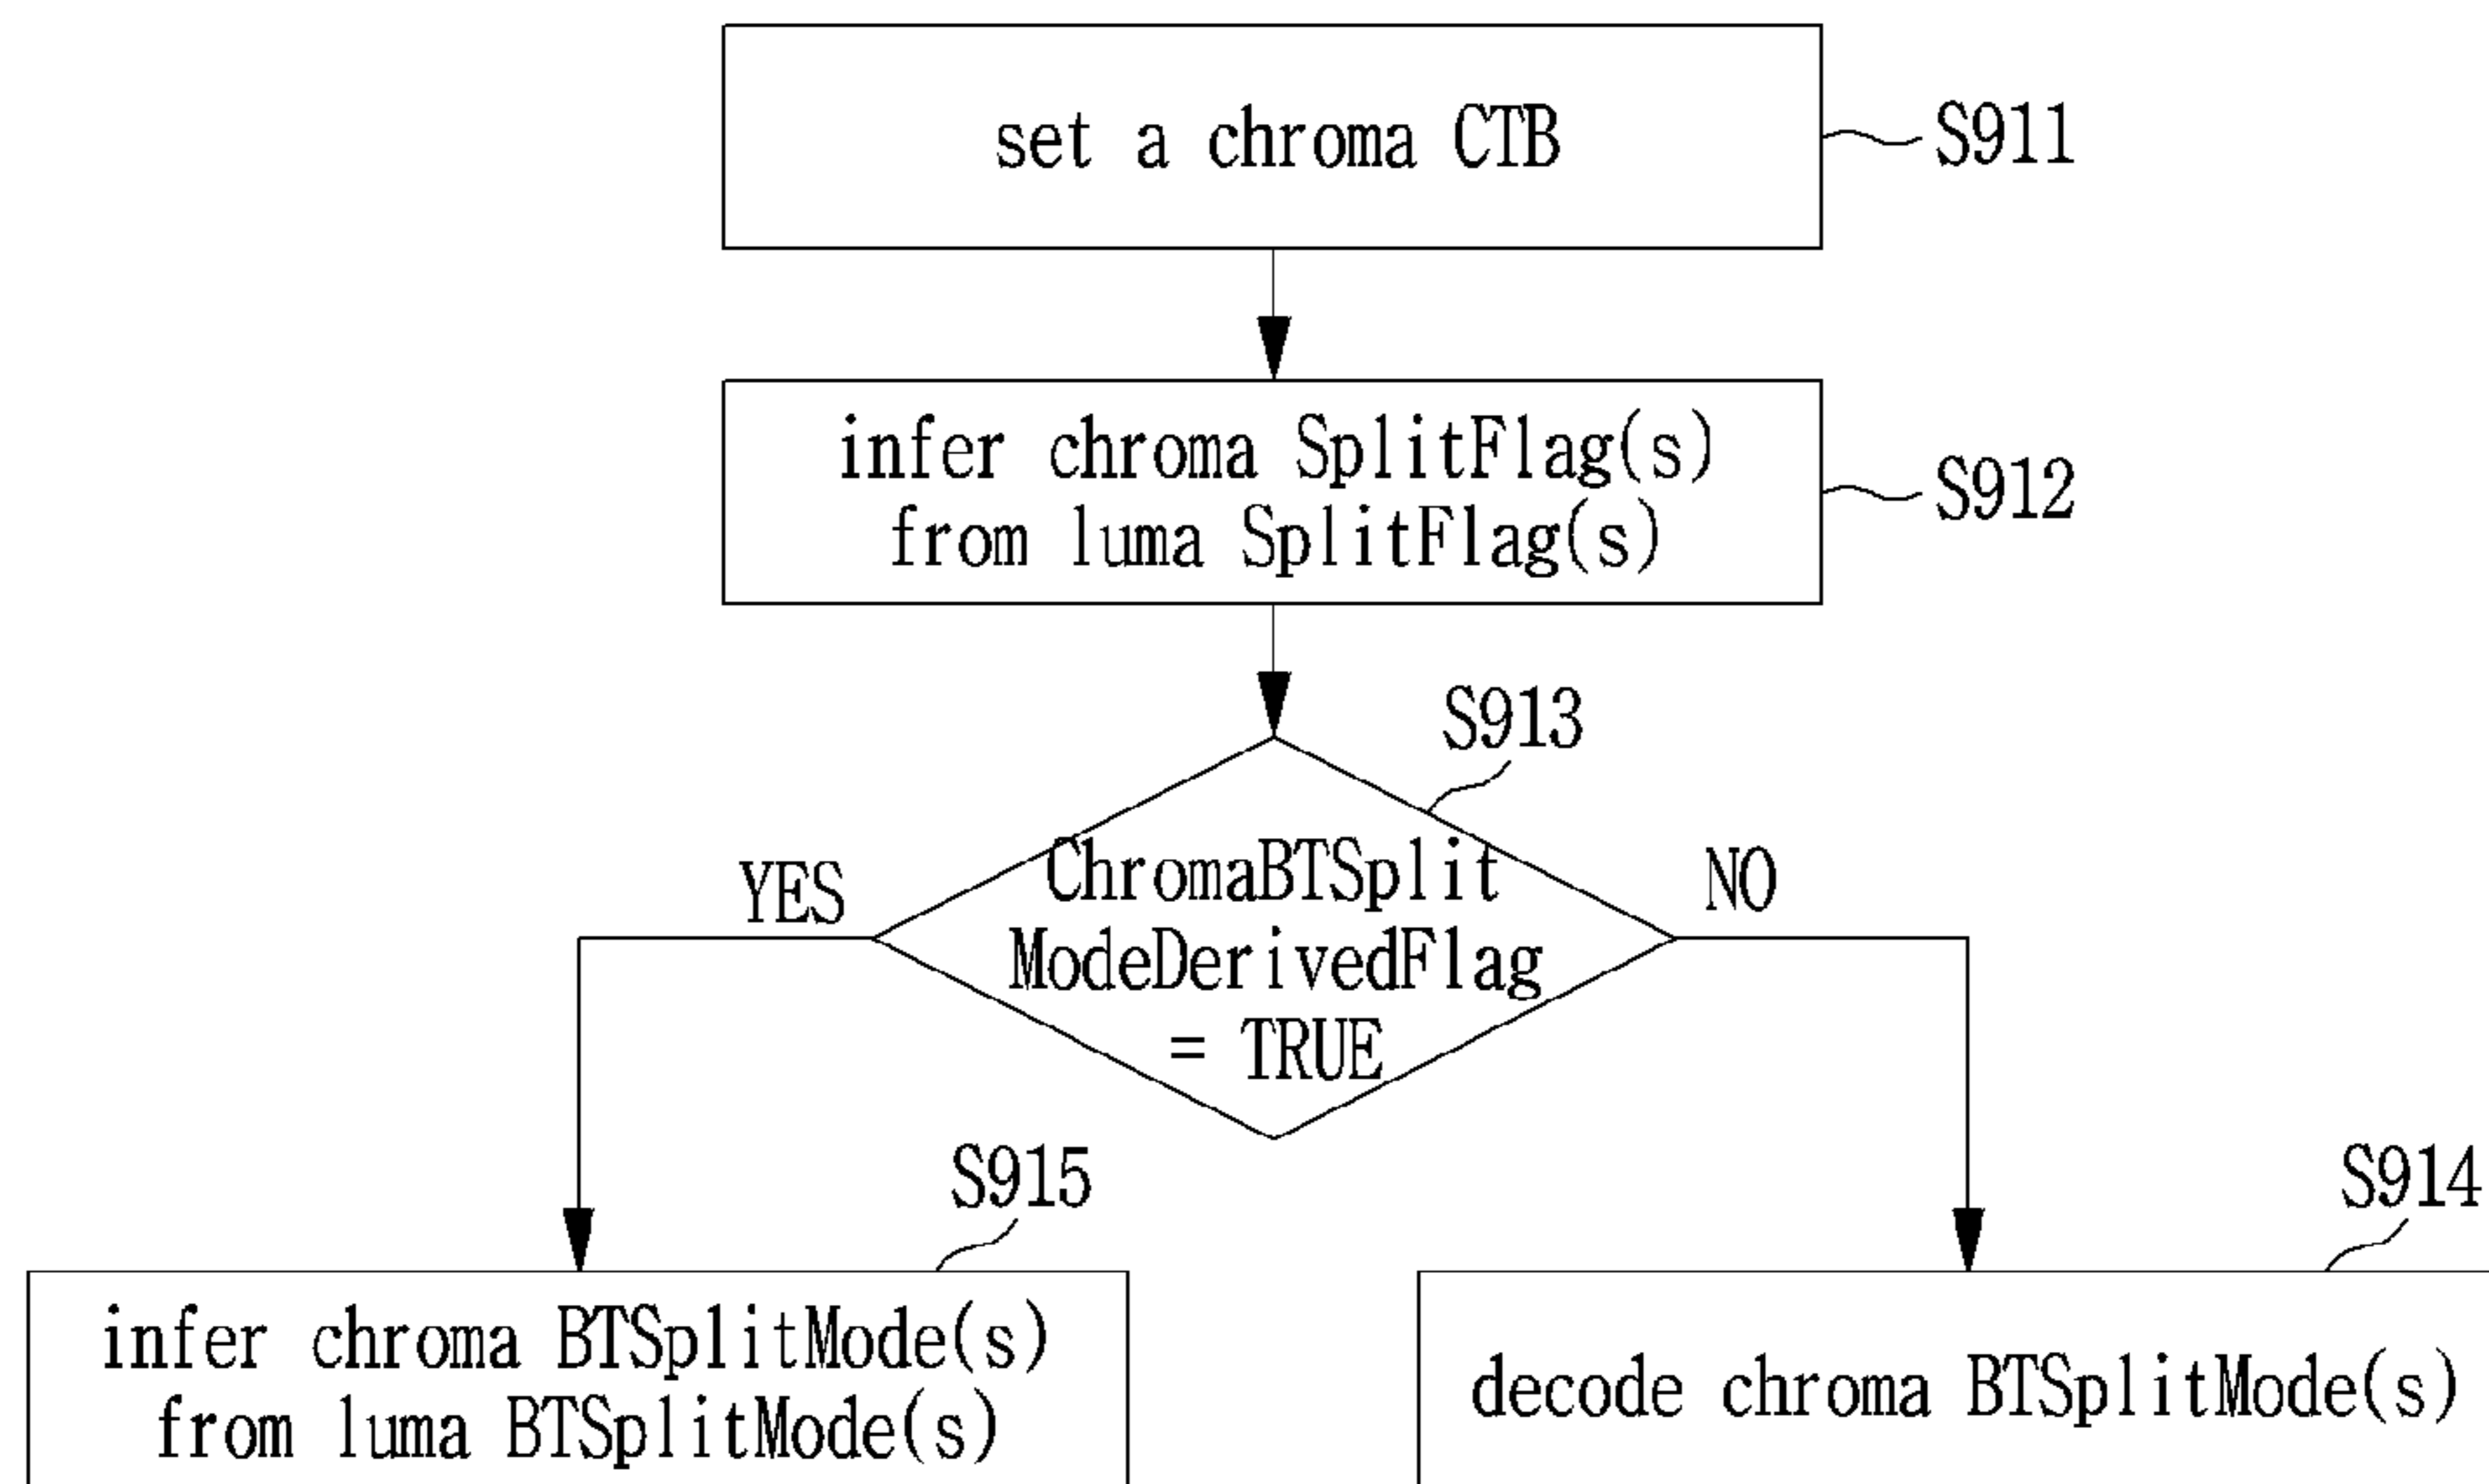 set a chroma CTB
S911
infer chroma SplitFlag(s)
from luma SplitFlag(s)
S912
S913
ChromaBTSplit
ModeDerivedFlag
= TRUE
YES
NO
S915
infer chroma BTSplitMode(s)
from luma BTSplitMode(s)
S914
decode chroma BTSplitMode(s)